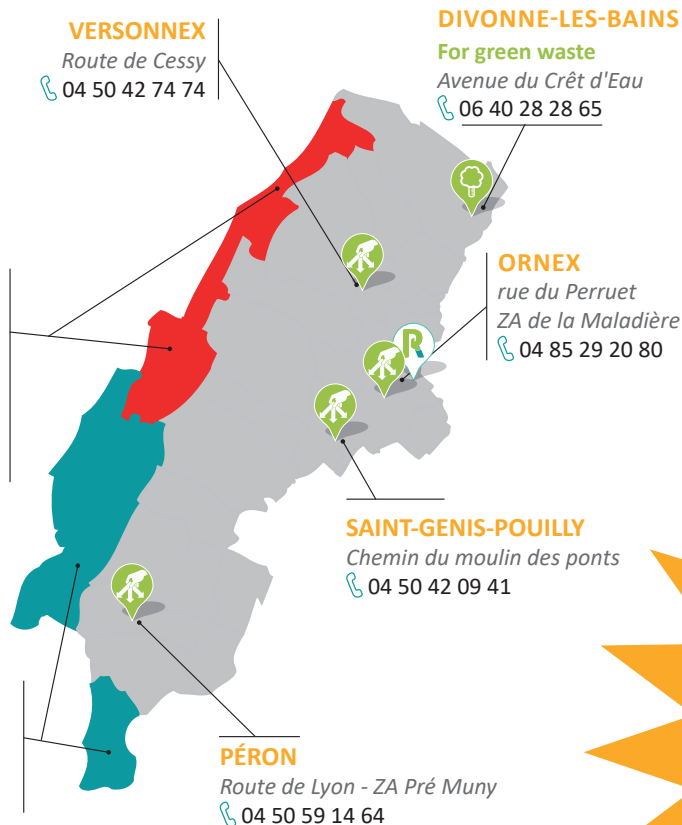 VERSONNEX
Route de Cessy
04 50 42 74 74
DIVONNE-LES-BAINS
For green waste
Avenue du Crêt d'Eau
06 40 28 28 65
ORNEX
rue du Perruet
ZA de la Maladière
04 85 29 20 80
R
SAINT-GENIS-POUILLY
Chemin du moulin des ponts
04 50 42 09 41
PÉRON
Route de Lyon - ZA Pré Muny
04 50 59 14 64